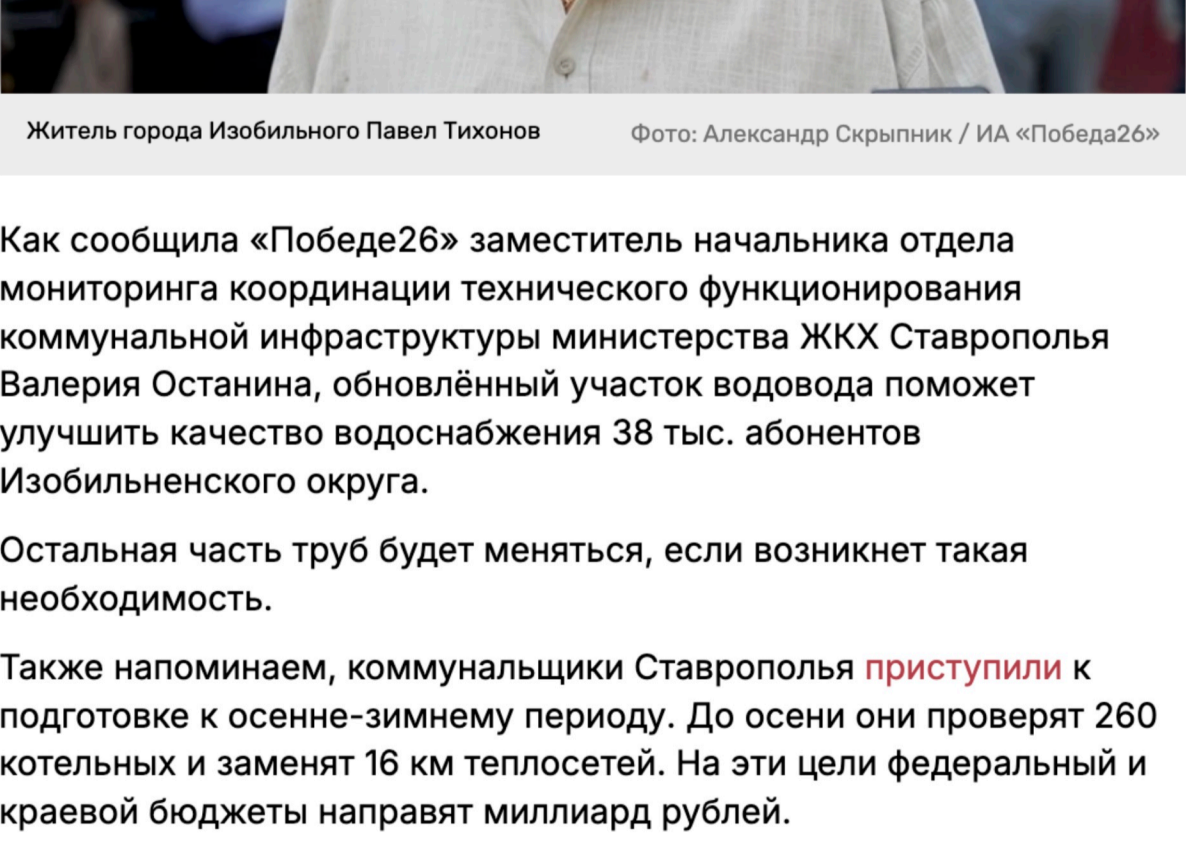 Житель города Изобильного Павел Тихонов
Фото: Александр Скрыпник / ИА «Победа26»
Как сообщила «Победе26» заместитель начальника отдела
мониторинга координации технического функционирования
коммунальной инфраструктуры министерства ЖКХ Ставрополья
Валерия Останина, обновлённый участок водовода поможет
улучшить качество водоснабжения 38 тыс. абонентов
Изобильненского округа.
Остальная часть труб будет меняться, если возникнет такая
необходимость.
Также напоминаем, коммунальщики Ставрополья приступили к
подготовке к осенне-зимнему периоду. До осени они проверят 260
котельных и заменят 16 км теплосетей. На эти цели федеральный и
краевой бюджеты направят миллиард рублей.